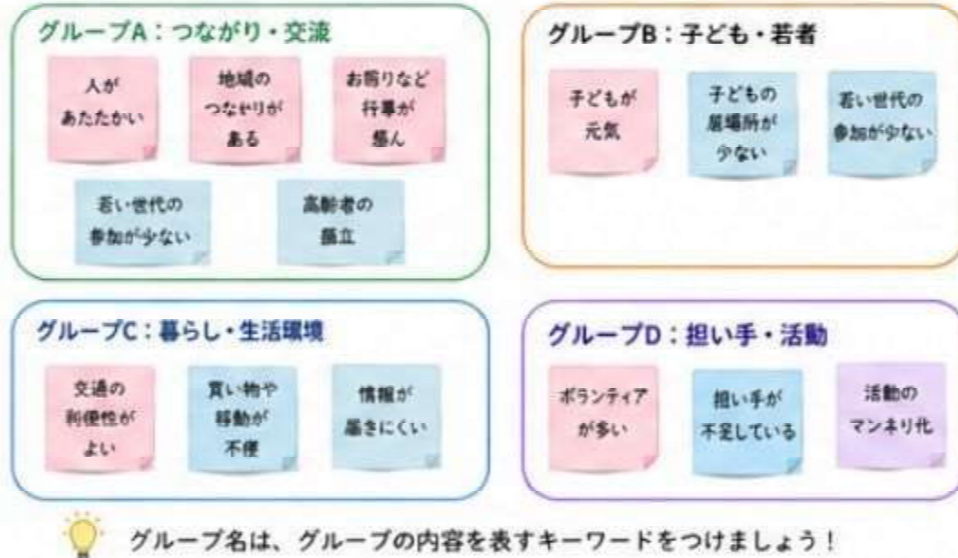 グループA：つながり・交流
人が
あたたかい
地域の
つながりが
ある
お祭りなど
行事が
盛ん
若い世代の
参加が少ない
高齢者の
孤立
グループB：子ども・若者
子どもが
元気
子どもの
居場所が
少ない
若い世代の
参加が少ない
グループC：暮らし・生活環境
交通の
利便性が
よい
買い物や
移動が
不便
情報が
届きにくい
グループD：担い手・活動
ボランティア
が多い
担い手が
不足している
活動の
マンネリ化
グループ名は、グループの内容を表すキーワードをつけましょう！